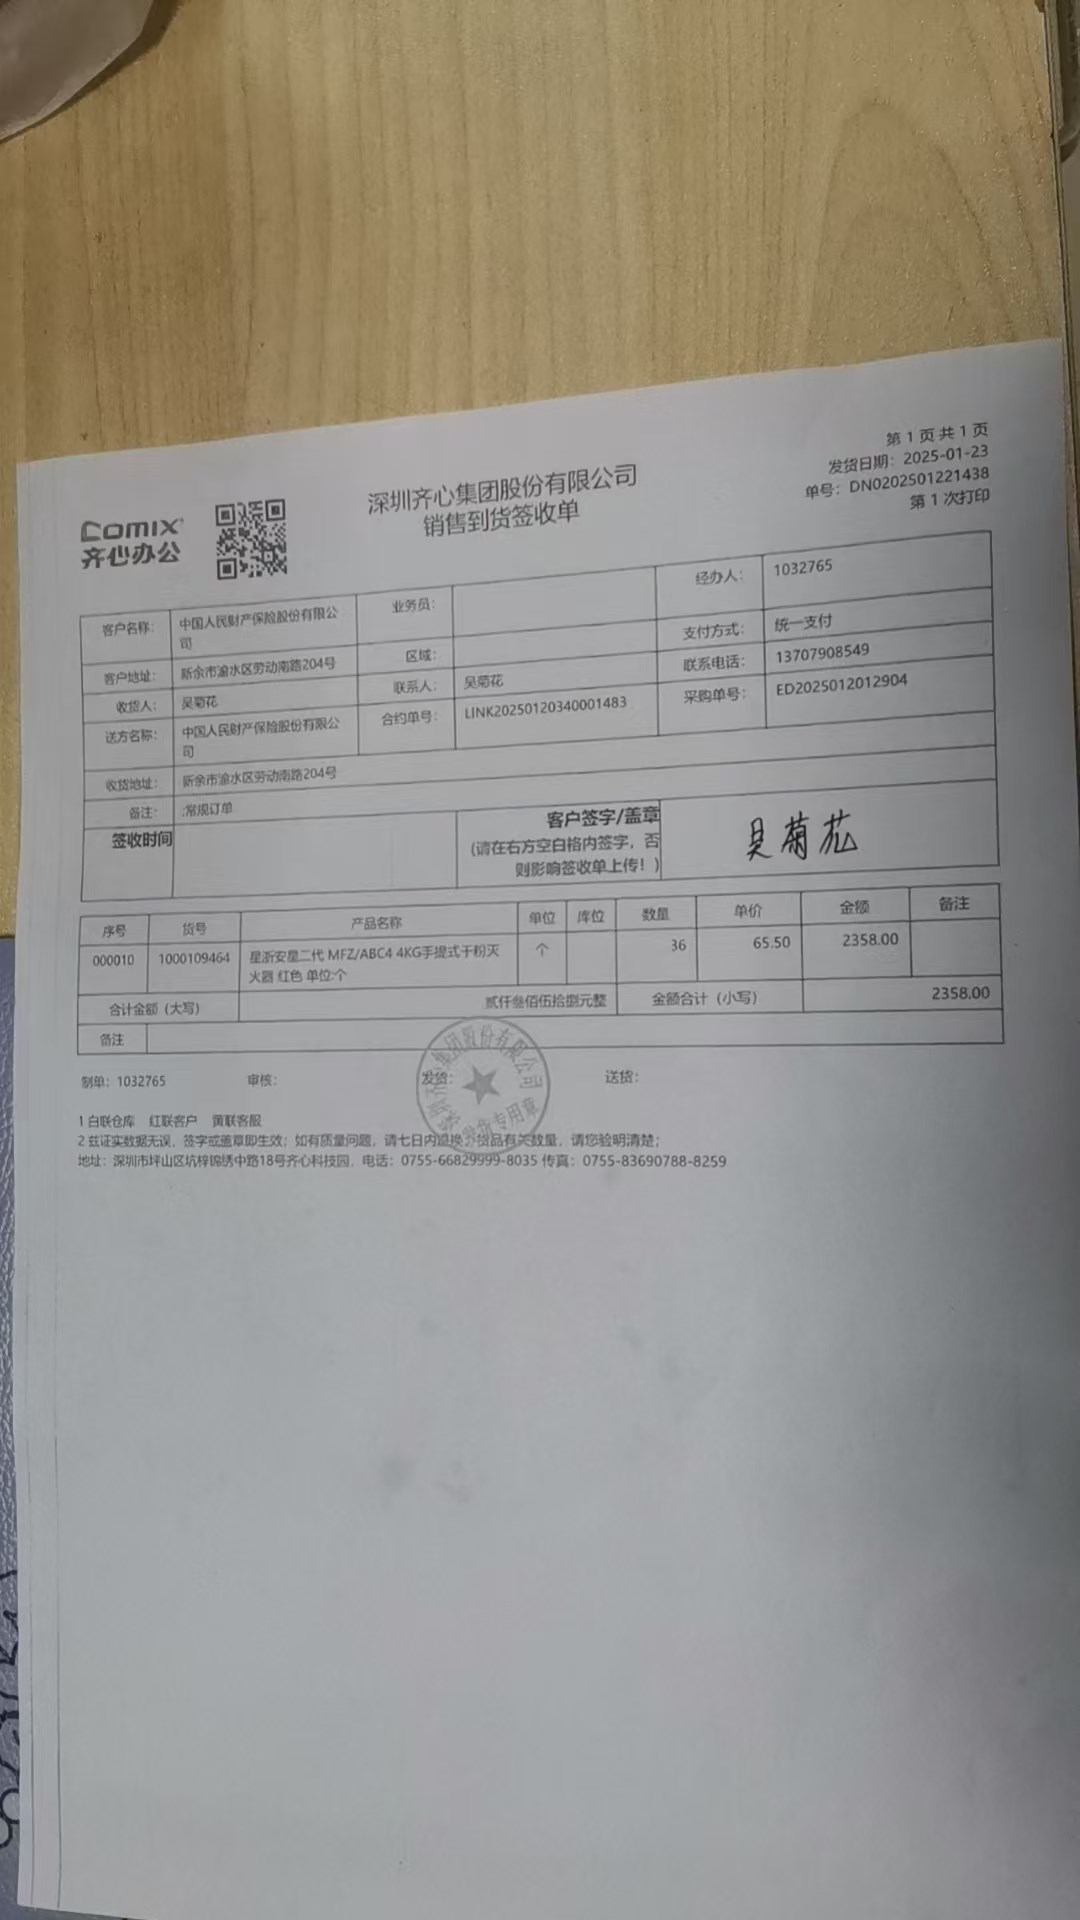 第 1 页 共 1 页
发货日期：2025-01-23
单号：DN0202501221438
第 1 次打印
COMIX
齐心办公
深圳齐心集团股份有限公司
销售到货签收单
客户名称： 中国人民财产保险股份有限公司 业务员： 经办人： 1032765
客户地址： 新余市渝水区劳动南路204号 区域： 支付方式： 统一支付
收货人： 吴菊花 联系人： 吴菊花 联系电话： 13707908549
送方名称： 中国人民财产保险股份有限公司 合约单号： LINK20250120340001483 采购单号： ED2025012012904
收货地址： 新余市渝水区劳动南路204号
备注： :常规订单
签收时间 客户签字/盖章
(请在右方空白格内签字，否
则影响签收单上传！)
吴菊花
序号 货号 产品名称 单位 库位 数量 单价 金额 备注
000010 1000109464 星浙安星二代 MFZ/ABC4 4KG手提式干粉灭火器 红色 单位:个 个 36 65.50 2358.00
合计金额（大写） 贰仟叁佰伍拾捌元整 金额合计（小写） 2358.00
备注
制单：1032765 审核： 发货： 送货：
1 白联仓库 红联客户 黄联客服
2 兹证实数据无误，签字或盖章即生效；如有质量问题，请七日内退换；货品有关数量，请您验明清楚；
地址：深圳市坪山区坑梓锦绣中路18号齐心科技园，电话：0755-66829999-8035 传真：0755-83690788-8259